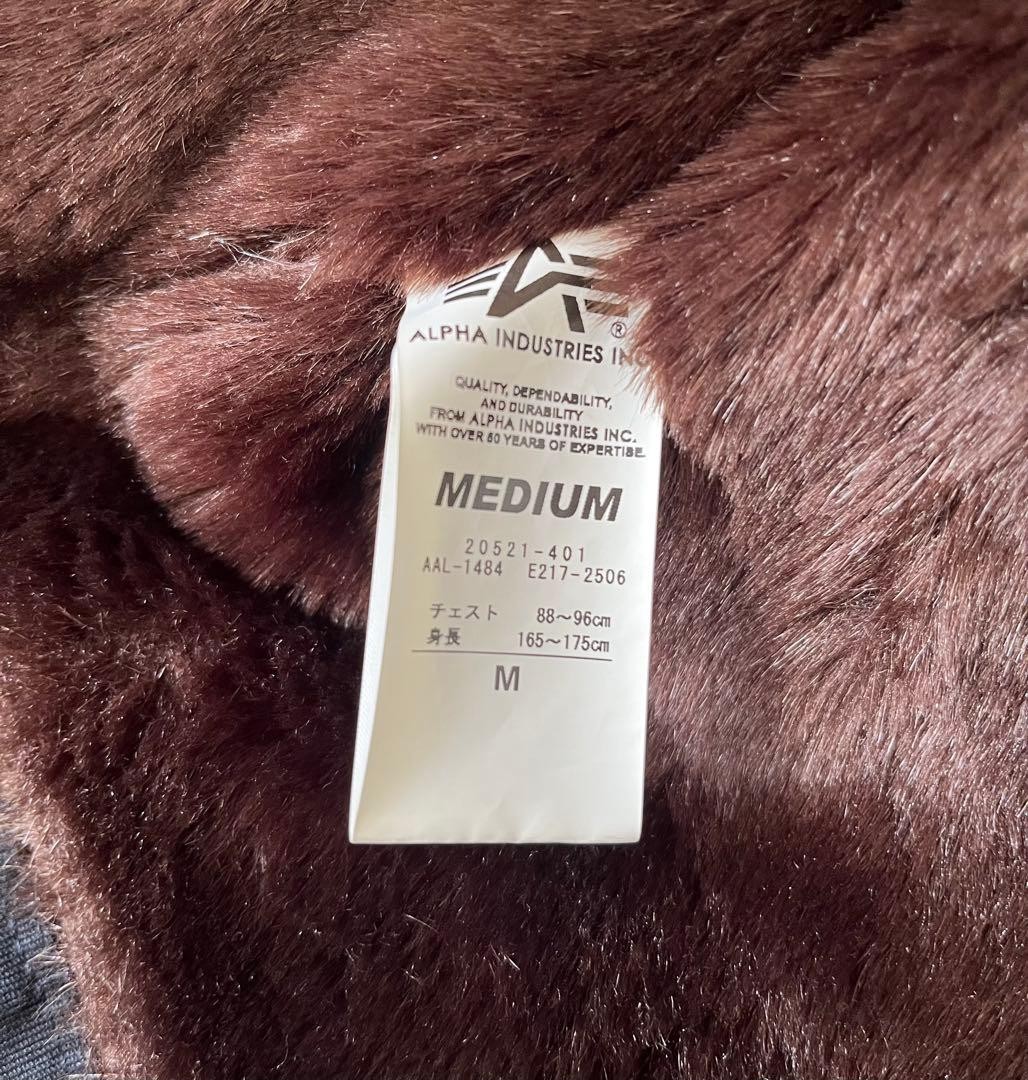 ®
ALPHA INDUSTRIES INC
QUALITY, DEPENDABILITY,
AND DURABILITY
FROM ALPHA INDUSTRIES INC.
WITH OVER 50 YEARS OF EXPERTISE.
MEDIUM
20521-401
AAL-1484 E217-2506
チェスト 88～96cm
身長 165～175cm
M